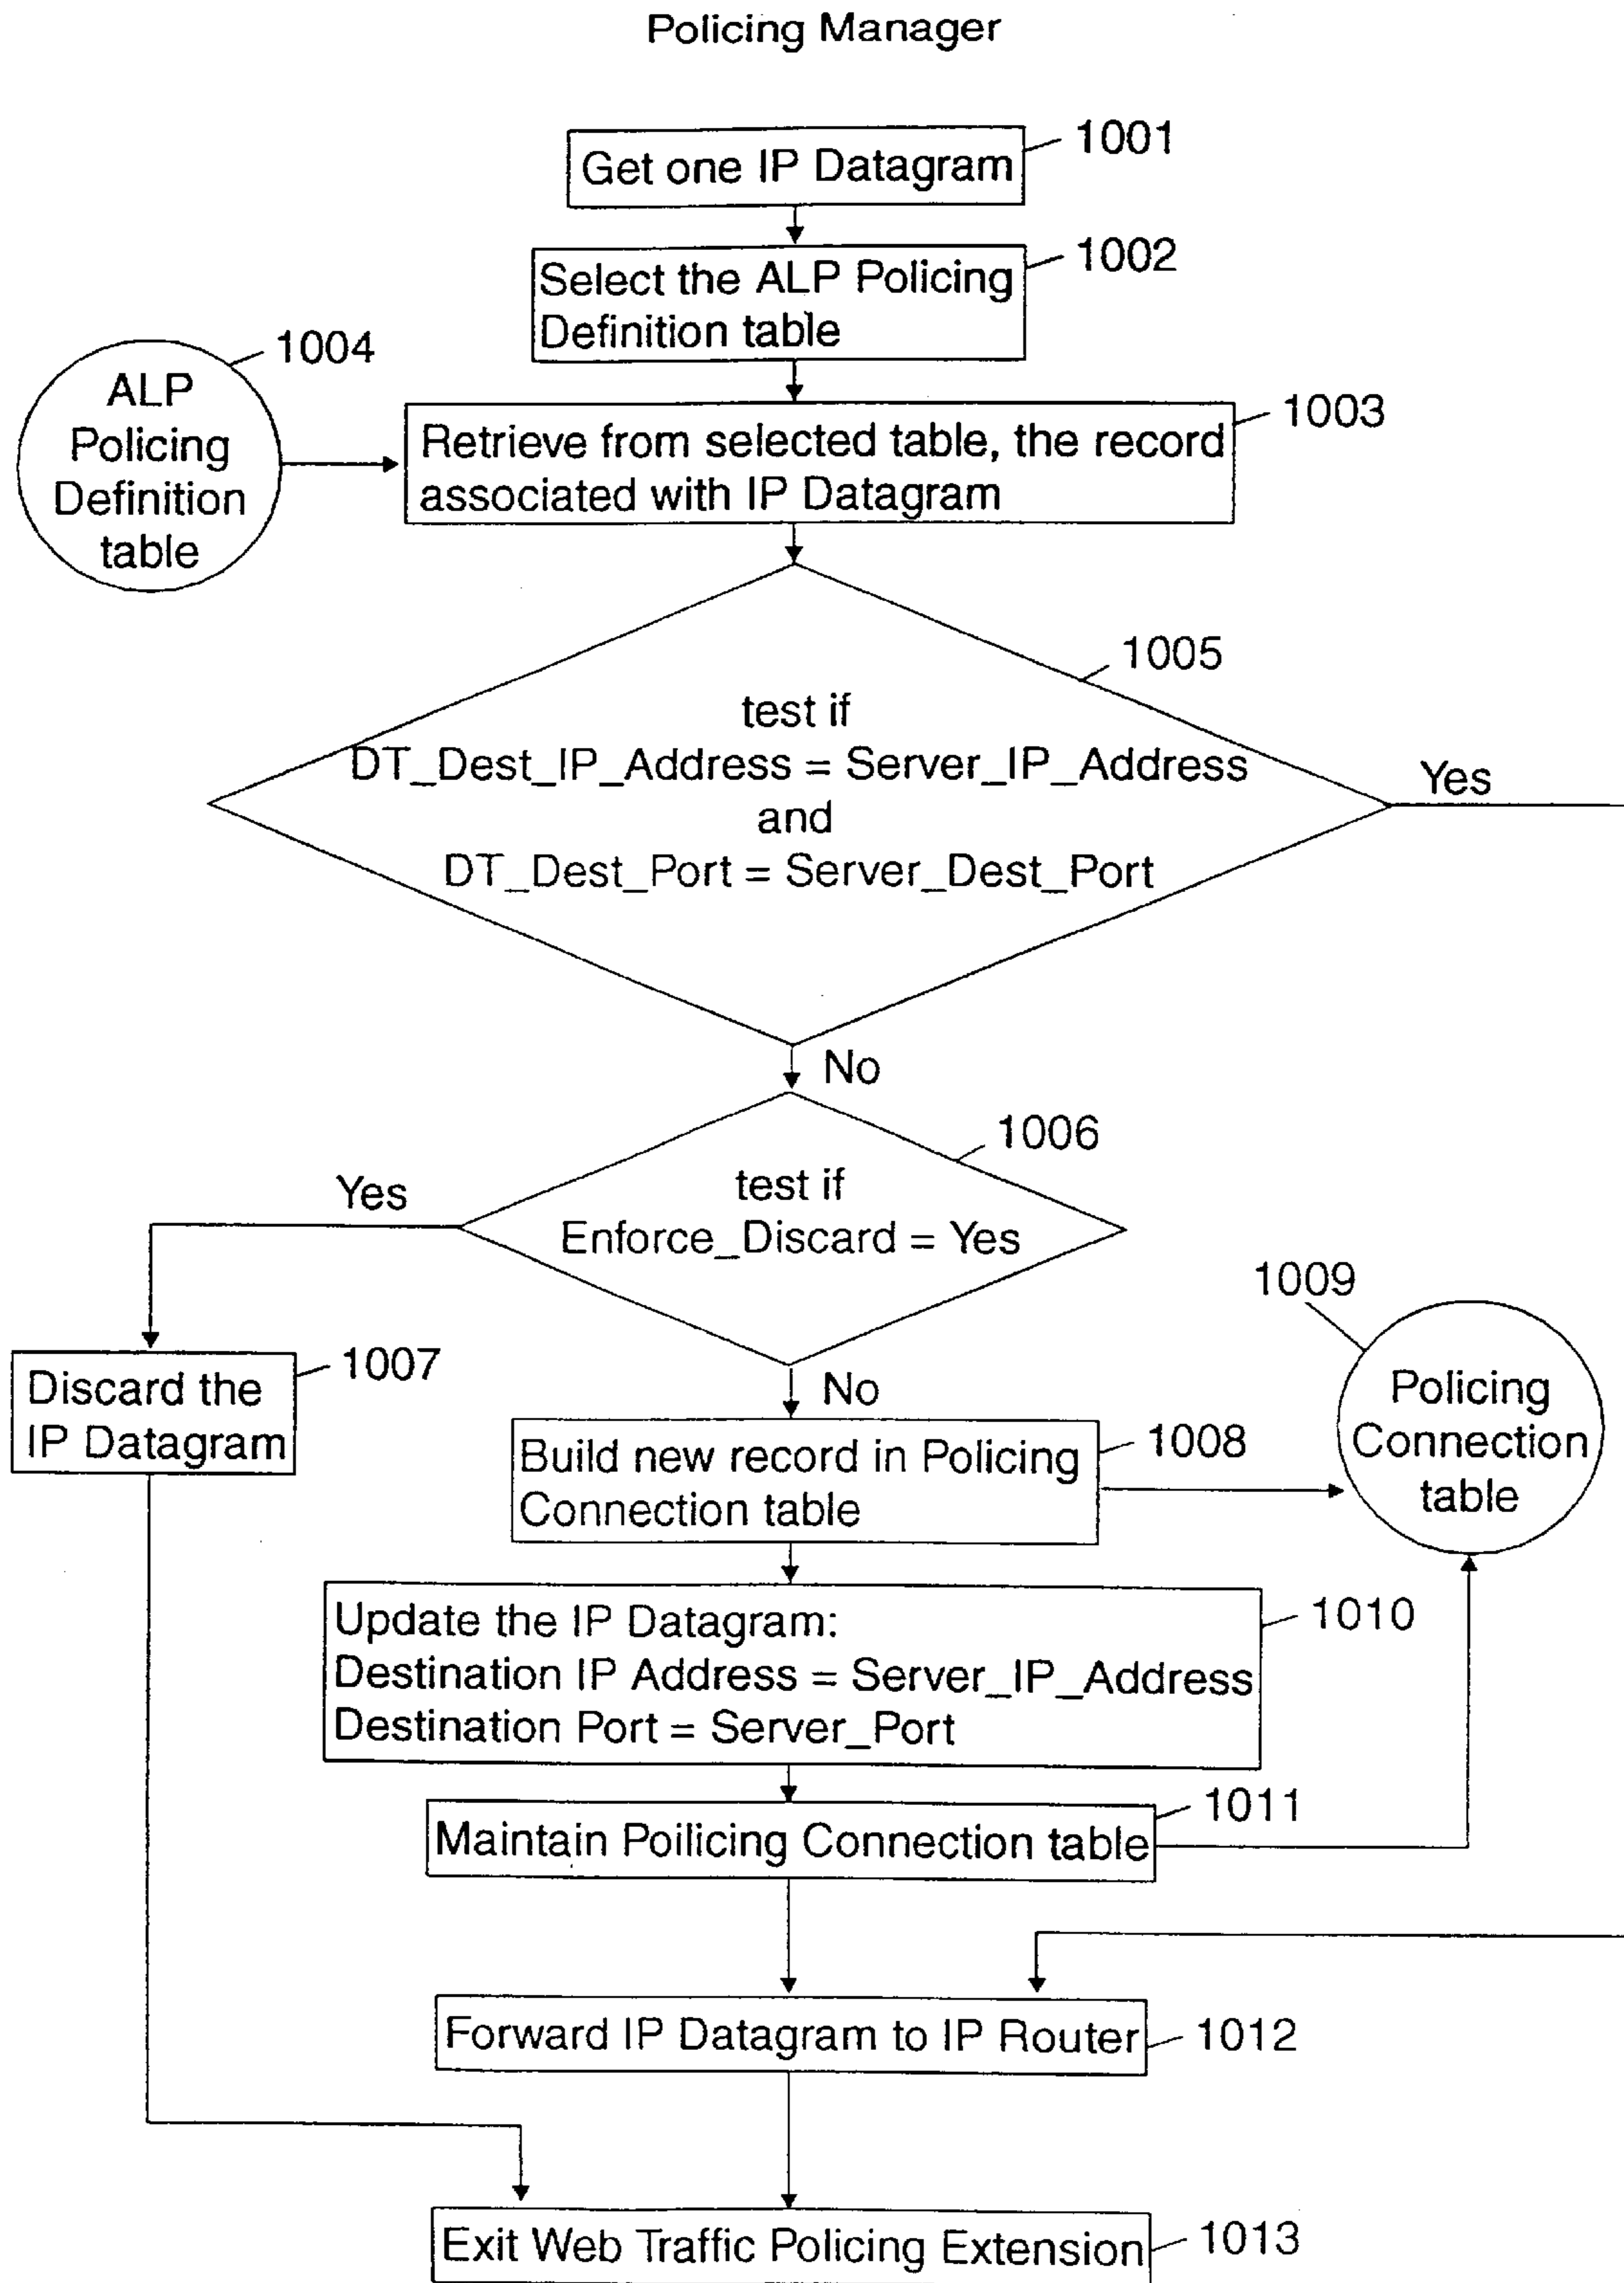 Policing Manager
1001
Get one IP Datagram
1002
Select the ALP Policing
Definition table
1004
ALP
Policing
Definition
table
1003
Retrieve from selected table, the record
associated with IP Datagram
1005
test if
DT_Dest_IP_Address = Server_IP_Address
and
DT_Dest_Port = Server_Dest_Port
Yes
No
1006
test if
Enforce_Discard = Yes
Yes
1009
Policing
Connection
table
1007
Discard the
IP Datagram
No
1008
Build new record in Policing
Connection table
1010
Update the IP Datagram:
Destination IP Address = Server_IP_Address
Destination Port = Server_Port
1011
Maintain Poilicing Connection table
Forward IP Datagram to IP Router
1012
Exit Web Traffic Policing Extension
1013